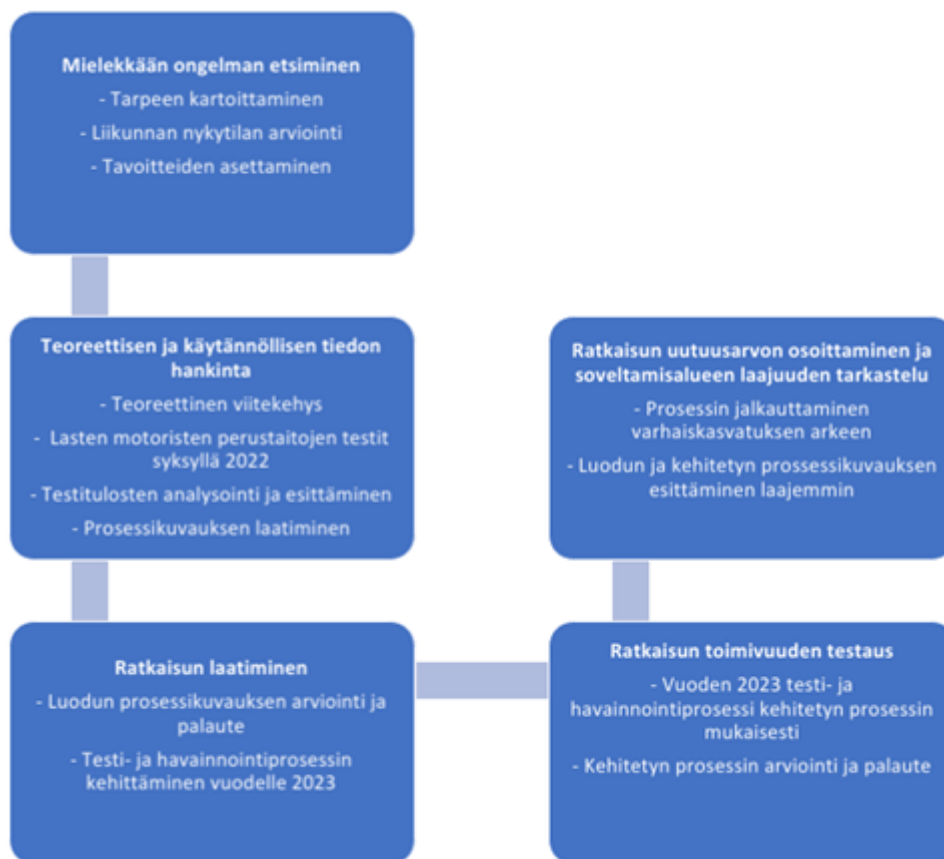 Mielekkään ongelman etsiminen
- Tarpeen kartoittaminen
- Liikunnan nykytilan arviointi
- Tavoitteiden asettaminen
Teoreettisen ja käytännöllisen tiedon
hankinta
- Teoreettinen viitekehys
- Lasten motoristen perustaitojen testit
syksyllä 2022
- Testitulosten analysointi ja esittäminen
- Prosessikuvauksen laatiminen
Ratkaisun laatiminen
- Luodun prosessikuvauksen arviointi ja
palaute
- Testi- ja havainnointiprosessin
kehittäminen vuodelle 2023
Ratkaisun toimivuuden testaus
- Vuoden 2023 testi- ja
havainnointiprosessi kehitetyn prosessin
mukaisesti
- Kehitetyn prosessin arviointi ja palaute
Ratkaisun uutuusarvon osoittaminen ja
soveltamisalueen laajuuden tarkastelu
- Prosessin jalkauttaminen
varhaiskasvatuksen arkeen
- Luodun ja kehitetyn prossessikuvauksen
esittäminen laajemmin